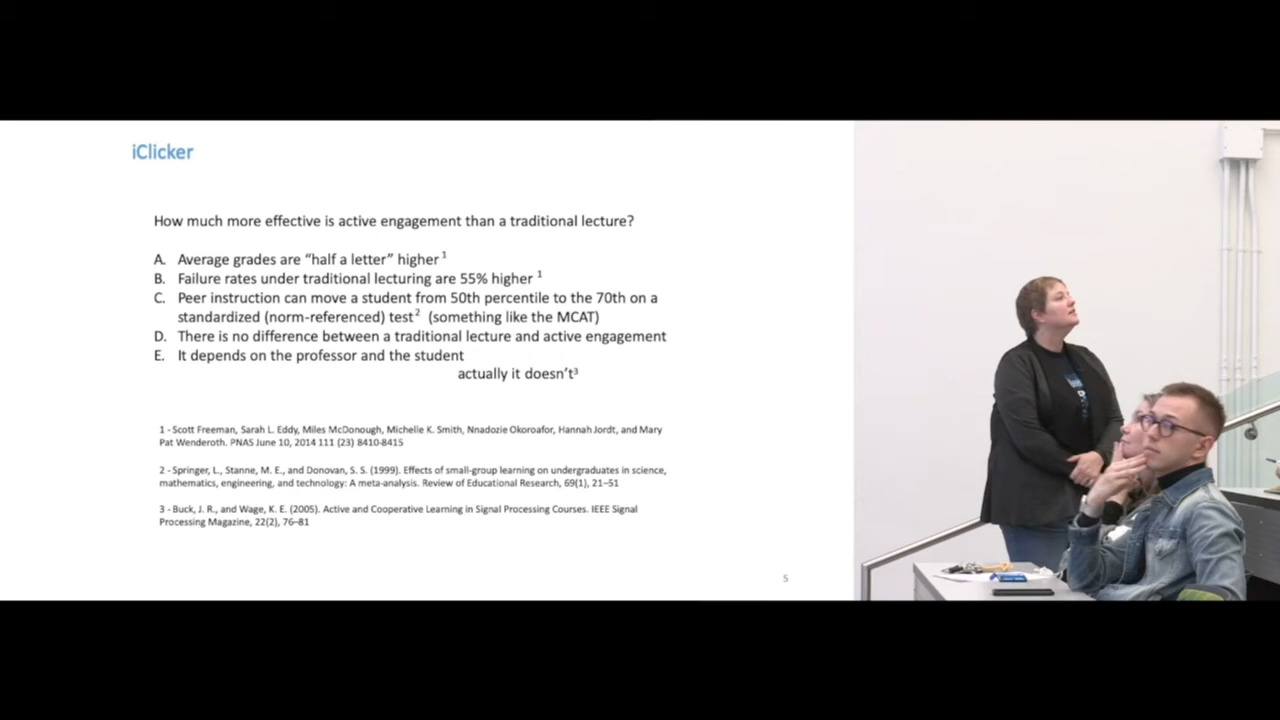 iClicker
How much more effective is active engagement than a traditional lecture?
A. Average grades are “half a letter” higher 1
B. Failure rates under traditional lecturing are 55% higher 1
C. Peer instruction can move a student from 50th percentile to the 70th on a
standardized (norm-referenced) test2 (something like the MCAT)
D. There is no difference between a traditional lecture and active engagement
E. It depends on the professor and the student
actually it doesn’t3
1 - Scott Freeman, Sarah L. Eddy, Miles McDonough, Michelle K. Smith, Nnadozie Okoroafor, Hannah Jordt, and Mary
Pat Wenderoth. PNAS June 10, 2014 111 (23) 8410-8415
2 - Springer, L., Stanne, M. E., and Donovan, S. S. (1999). Effects of small-group learning on undergraduates in science,
mathematics, engineering, and technology: A meta-analysis. Review of Educational Research, 69(1), 21–51
3 - Buck, J. R., and Wage, K. E. (2005). Active and Cooperative Learning in Signal Processing Courses. IEEE Signal
Processing Magazine, 22(2), 76–81
5